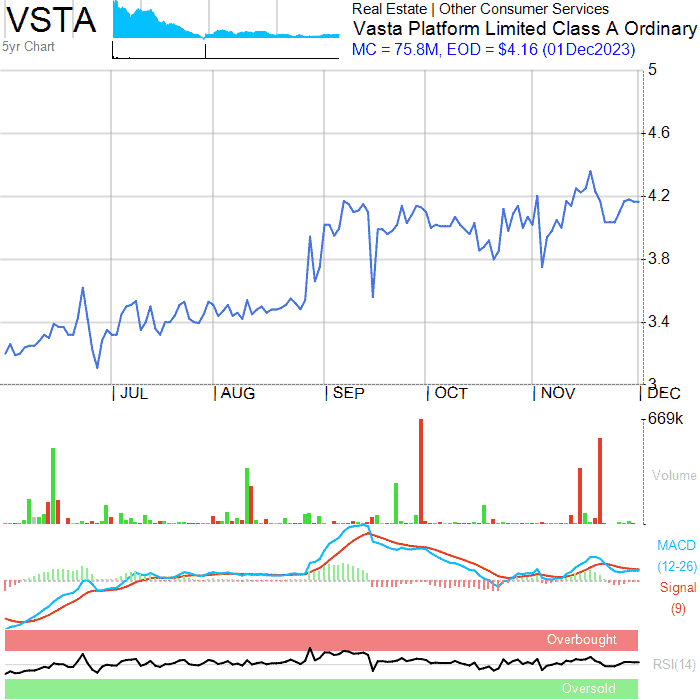 VSTA
5yr Chart
Real Estate | Other Consumer Services
Vasta Platform Limited Class A Ordinary
MC = 75.8M, EOD = $4.16 (01Dec2023)
5
4.6
4.2
3.8
3.4
3
JUL
AUG
SEP
OCT
NOV
DEC
669k
Volume
MACD
(12-26)
Signal
(9)
Overbought
RSI(14)
Oversold